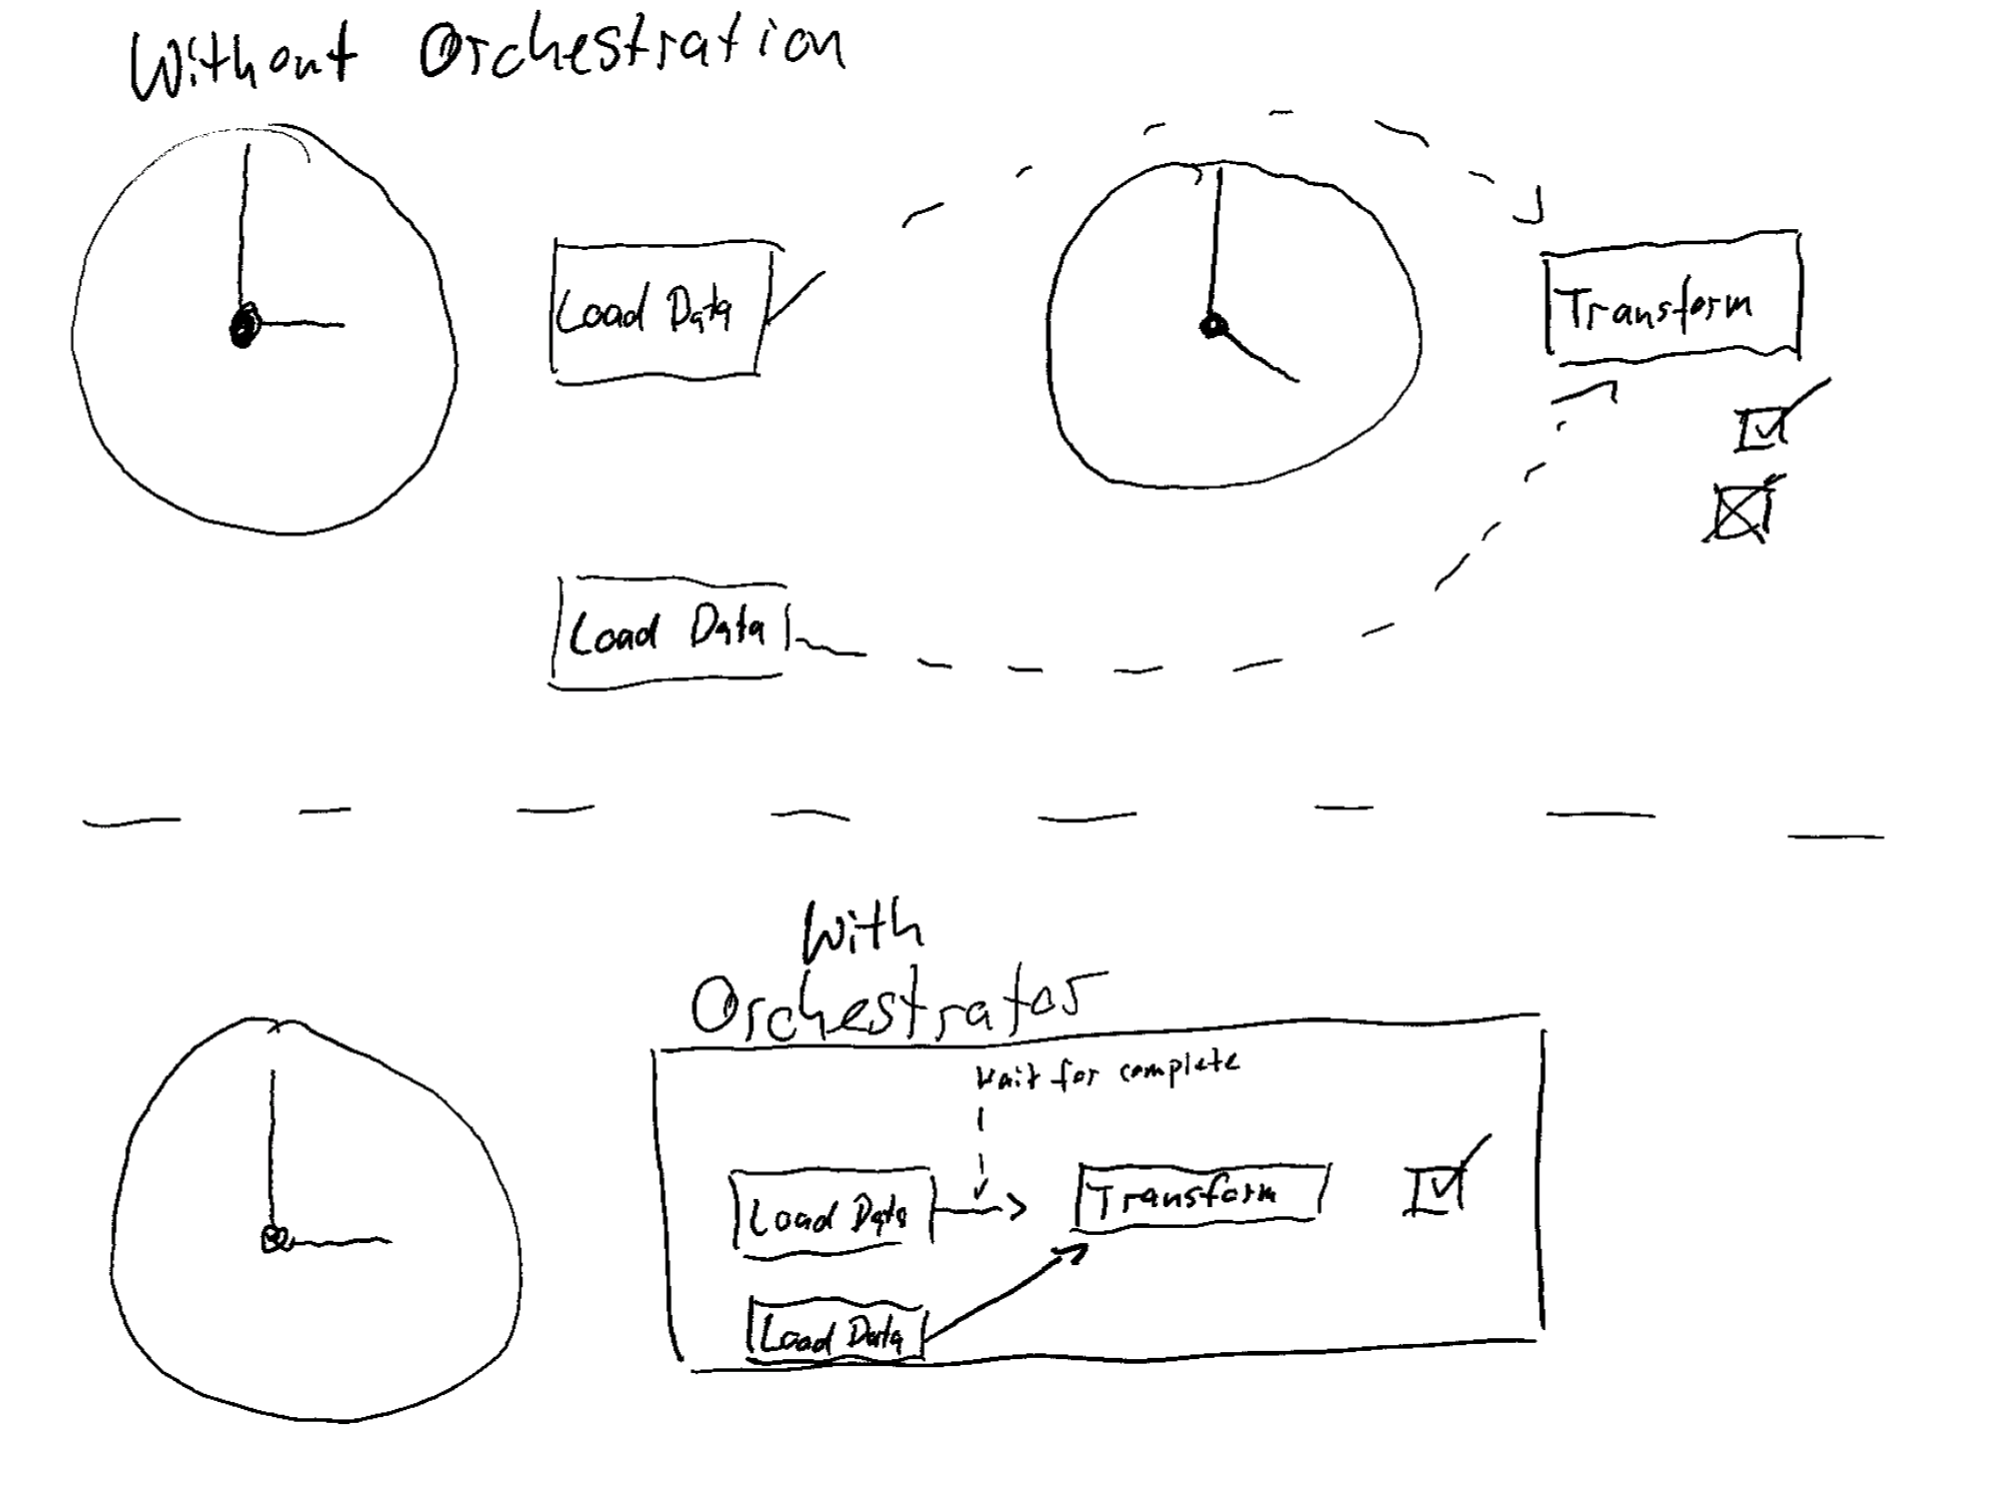 Without Orchestration
Load Data
Transform
Load Data
With
Orchestrator
wait for complete
Load Data
Transform
Load Data